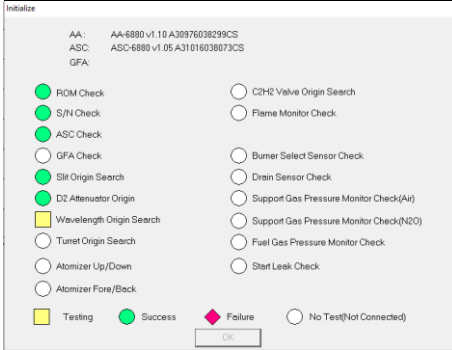 Initialize
AA: AA-6880 v1.10 A30976038299CS
ASC: ASC-6880 v1.05 A31016038073CS
GFA:
ROM Check
S/N Check
ASC Check
GFA Check
Slit Origin Search
D2 Attenuator Origin
Wavelength Origin Search
Turret Origin Search
Atomizer Up/Down
Atomizer Fore/Back
C2H2 Valve Origin Search
Flame Monitor Check
Burner Select Sensor Check
Drain Sensor Check
Support Gas Pressure Monitor Check(Air)
Support Gas Pressure Monitor Check(N2O)
Fuel Gas Pressure Monitor Check
Start Leak Check
Testing Success Failure No Test(Not Connected)
OK